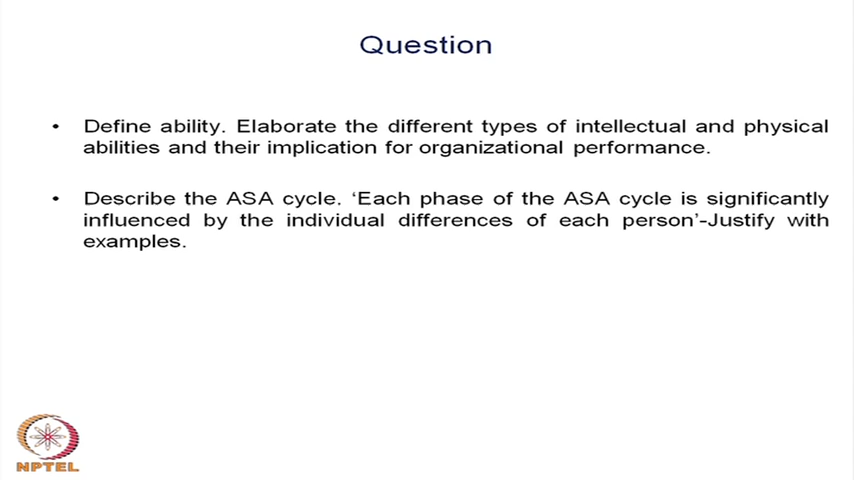 Question
• Define ability. Elaborate the different types of intellectual and physical
abilities and their implication for organizational performance.
• Describe the ASA cycle. ‘Each phase of the ASA cycle is significantly
influenced by the individual differences of each person’-Justify with
examples.
NPTEL